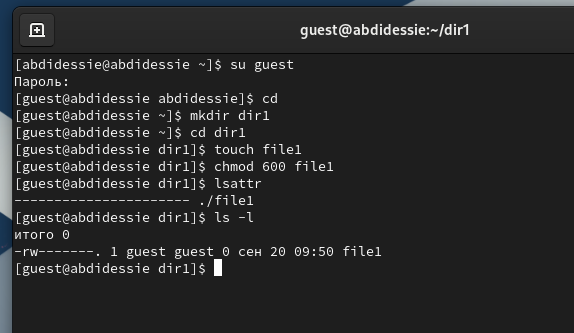 guest@abdidessie:~/dir1
[abdidessie@abdidessie ~]$ su guest
Пароль:
[guest@abdidessie abdidessie]$ cd
[guest@abdidessie ~]$ mkdir dir1
[guest@abdidessie ~]$ cd dir1
[guest@abdidessie dir1]$ touch file1
[guest@abdidessie dir1]$ chmod 600 file1
[guest@abdidessie dir1]$ lsattr
---------------------- ./file1
[guest@abdidessie dir1]$ ls -l
итого 0
-rw-------. 1 guest guest 0 сен 20 09:50 file1
[guest@abdidessie dir1]$